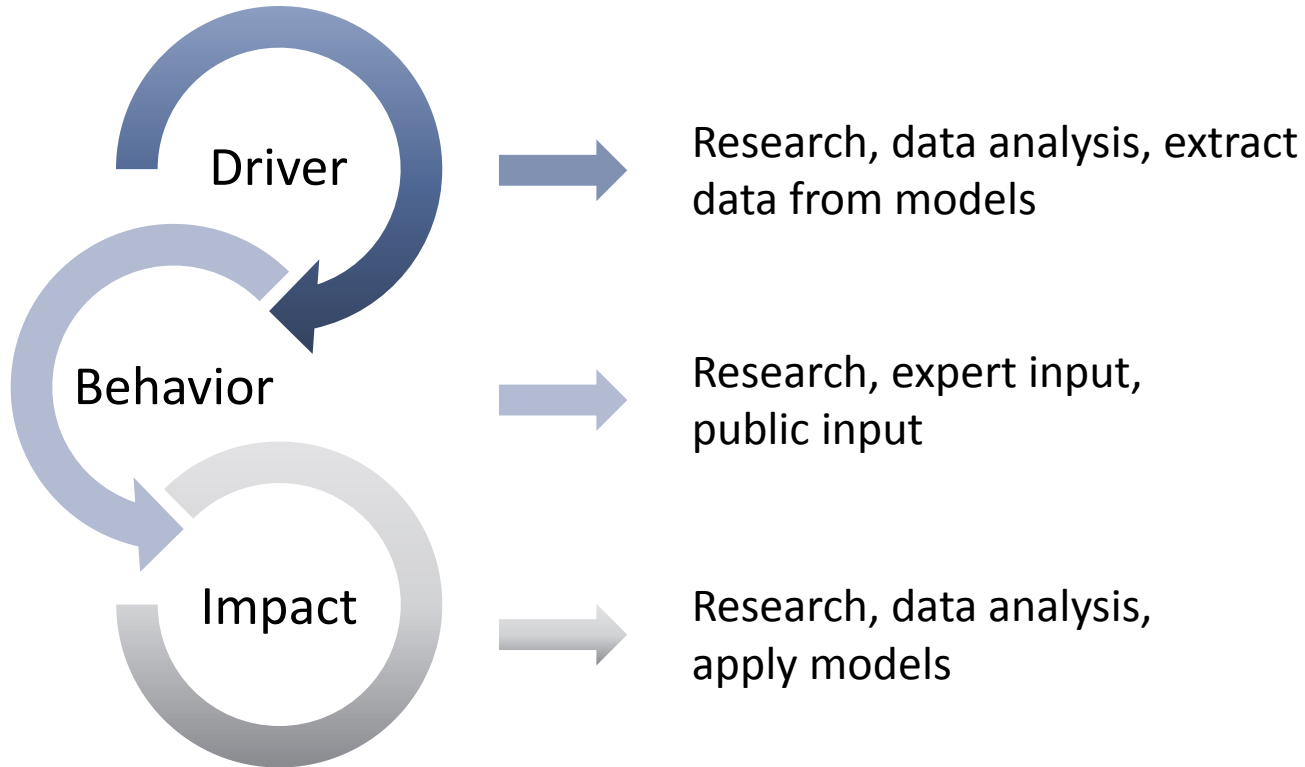 Driver
Research, data analysis, extract
data from models
Behavior
Research, expert input,
public input
Impact
Research, data analysis,
apply models